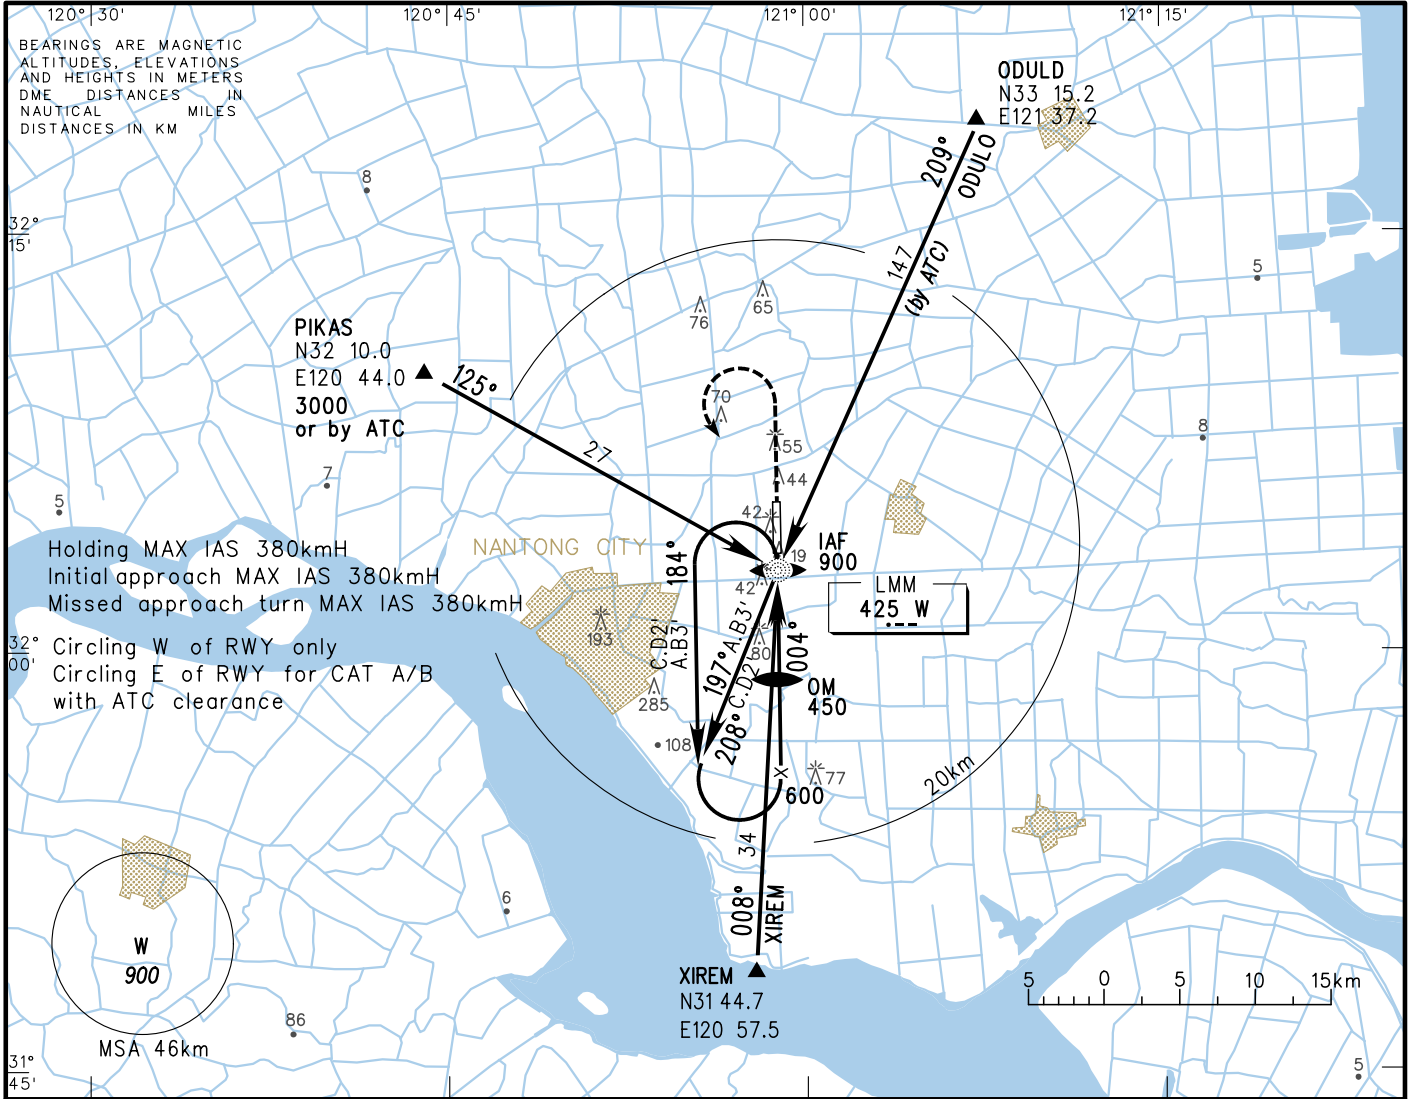 120° 30'
120° 45'
121° 00'
121° 15'
BEARINGS ARE MAGNETIC
ALTITUDES, ELEVATIONS
AND HEIGHTS IN METERS
DME DISTANCES IN
NAUTICAL MILES
DISTANCES IN KM
ODULD
N33 15.2
E121 37.2
209°
ODULO
147
(by ATC)
8
32°
15'
5
65
76
PIKAS
N32 10.0
E120 44.0
3000
or by ATC
125°
27
70
55
44
8
7
5
42
19
42
IAF
900
LMM
425 W
Holding MAX IAS 380kmH
Initial approach MAX IAS 380kmH
Missed approach turn MAX IAS 380kmH
NANTONG CITY
184°
193
C.D2'
A.B3'
197° A.B3'
208° C.D2'
80
004°
32°
00'
Circling W of RWY only
Circling E of RWY for CAT A/B
with ATC clearance
285
OM
450
108
X
600
77
20km
34
008°
XIREM
6
W
900
MSA 46km
86
XIREM
N31 44.7
E120 57.5
5 0 5 10 15km
31°
45'
5